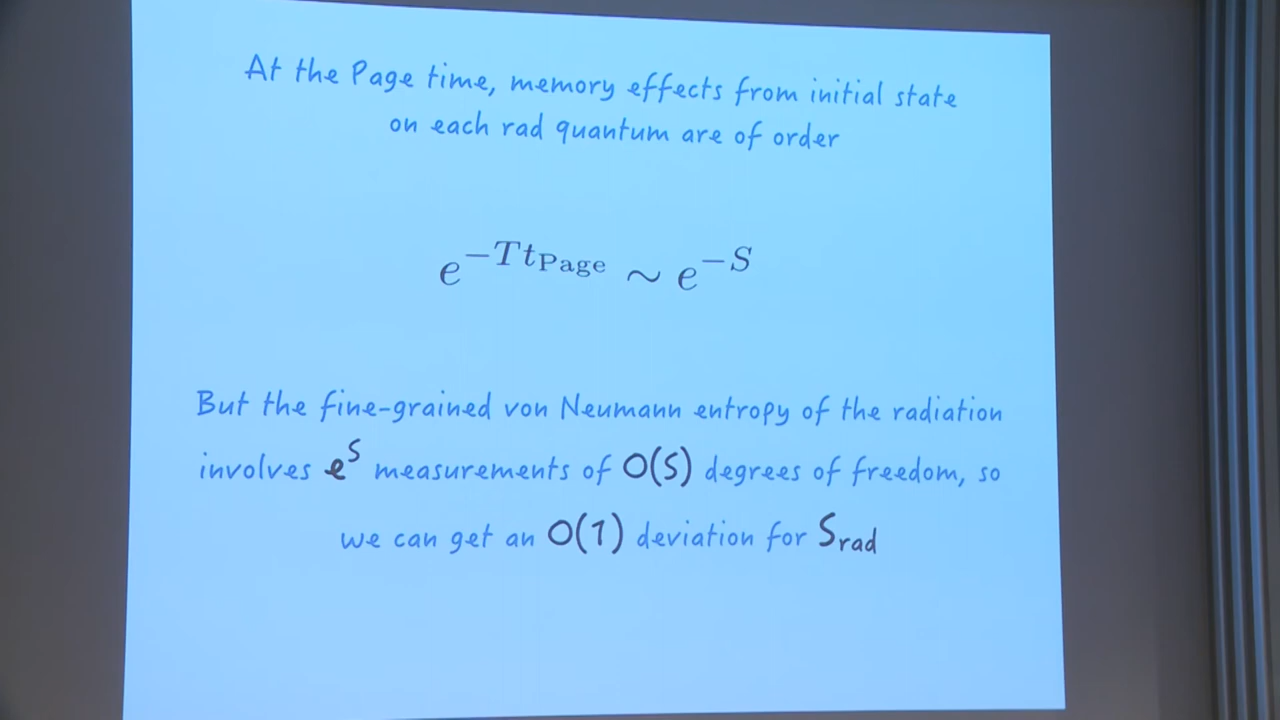 At the Page time, memory effects from initial state
on each rad quantum are of order
e^{-Tt_{Page}} ~ e^{-S}
But the fine-grained von Neumann entropy of the radiation
involves e^S measurements of O(S) degrees of freedom, so
we can get an O(1) deviation for S_{rad}